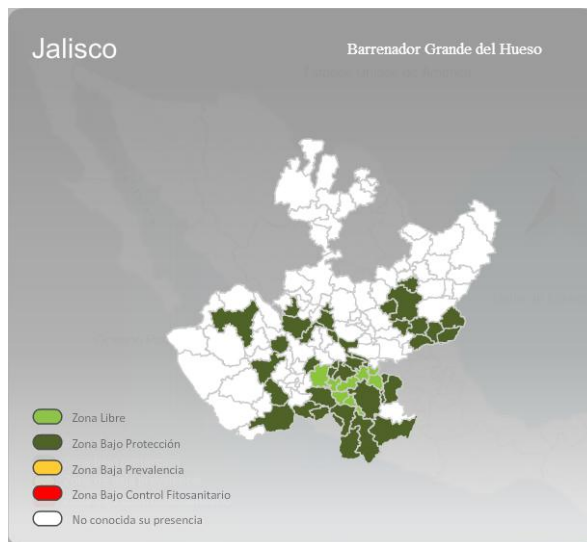 Jalisco
Barrenador Grande del Hueso
Zona Libre
Zona Bajo Protección
Zona Baja Prevalencia
Zona Bajo Control Fitosanitario
No conocida su presencia